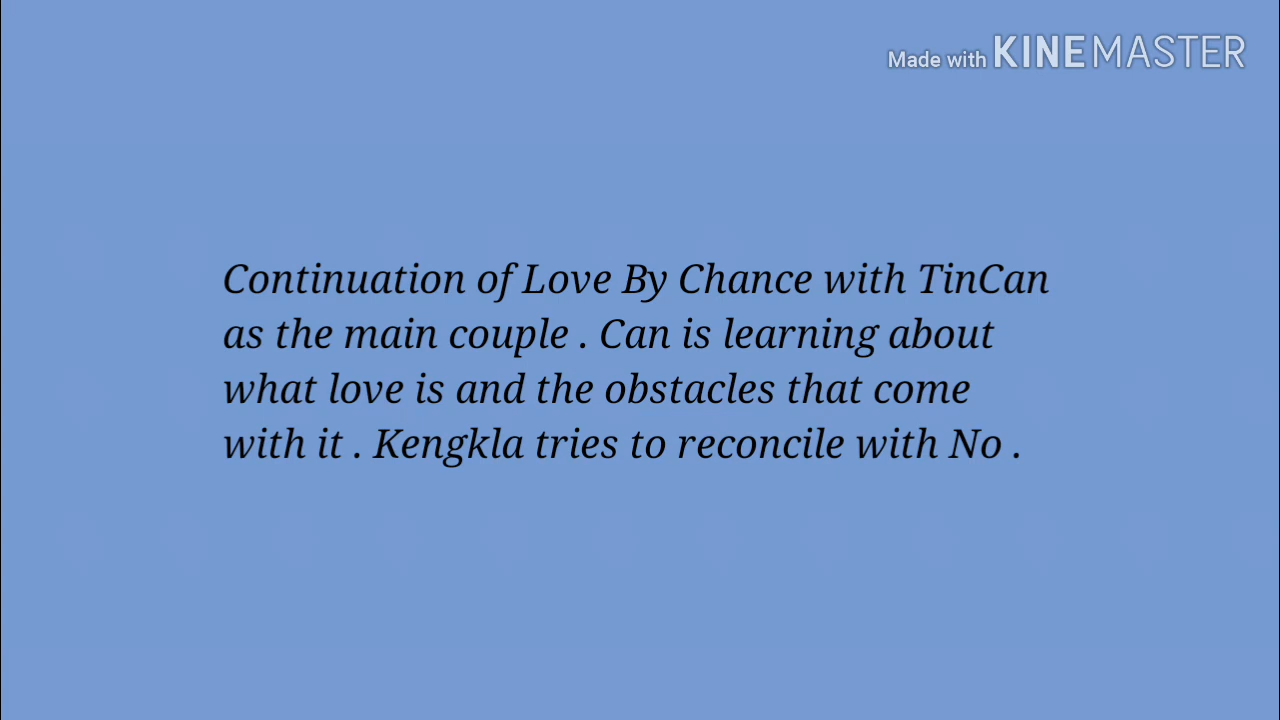 Made with KINEMASTER
Continuation of Love By Chance with TinCan
as the main couple . Can is learning about
what love is and the obstacles that come
with it . Kengkla tries to reconcile with No .